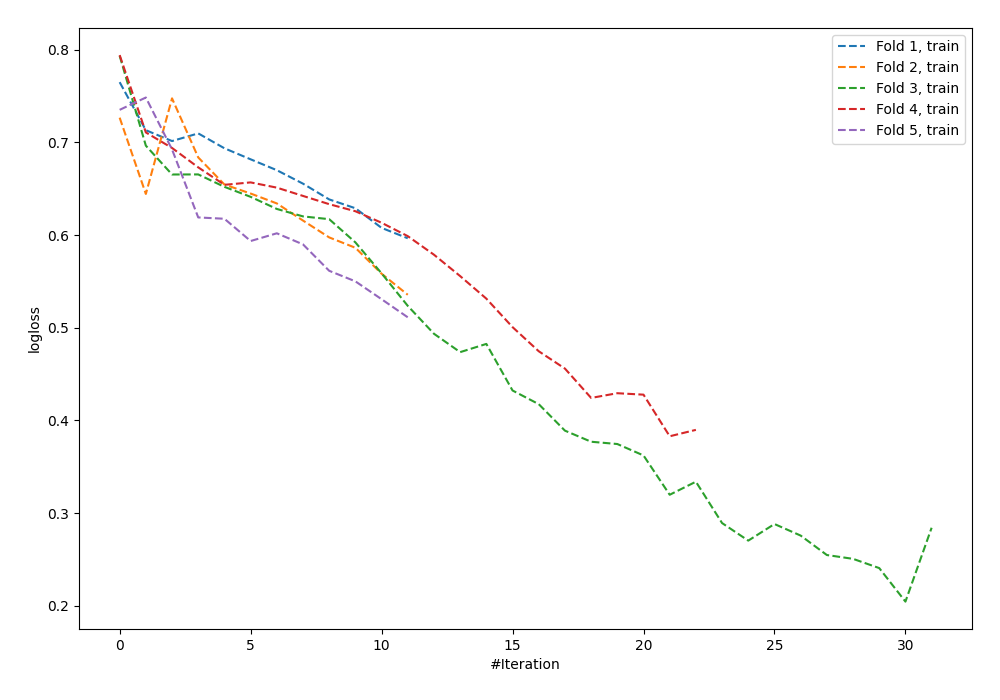 Fold 1, train
Fold 2, train
Fold 3, train
Fold 4, train
Fold 5, train
0.8
0.7
0.6
0.5
0.4
0.3
0.2
logloss
0 5 10 15 20 25 30
#Iteration